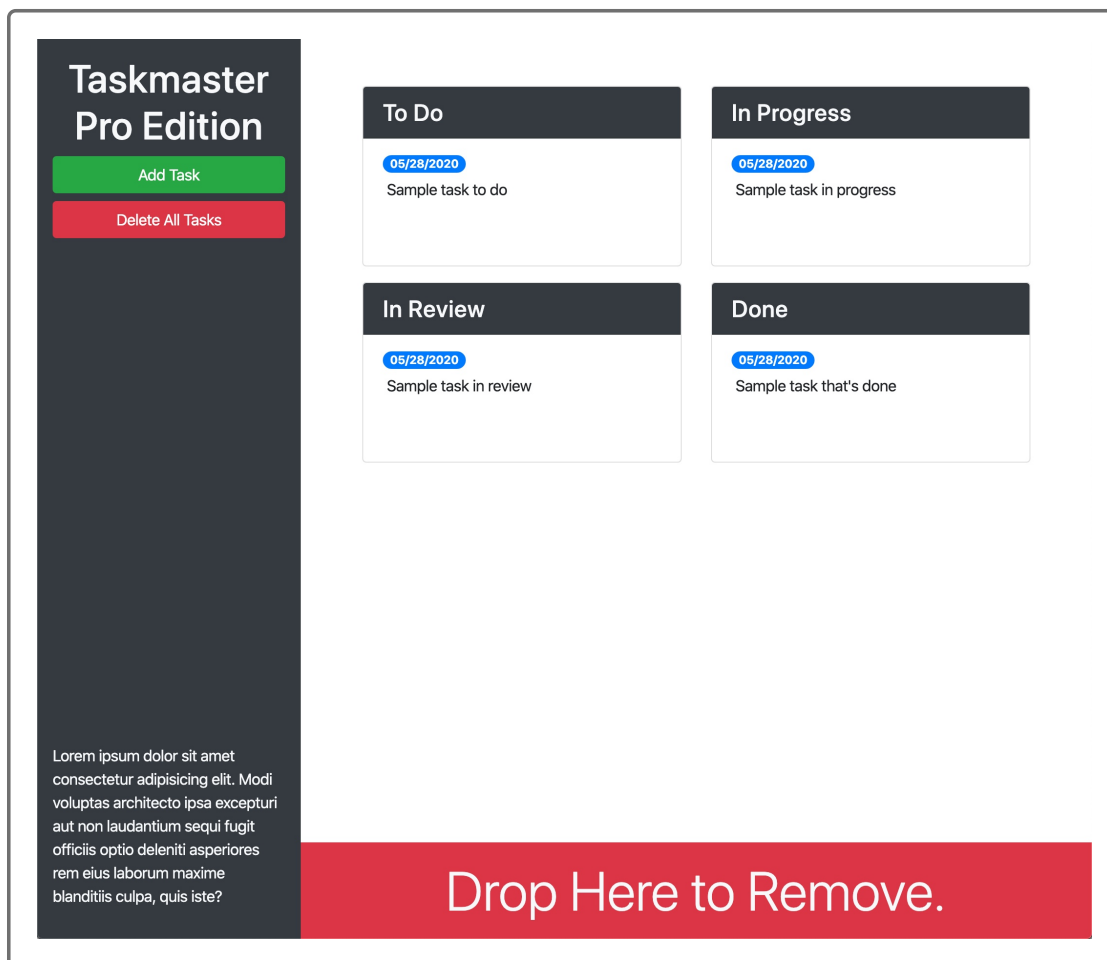 Taskmaster
Pro Edition
Add Task
Delete All Tasks
Lorem ipsum dolor sit amet
consectetur adipisicing elit. Modi
voluptas architecto ipsa excepturi
aut non laudantium sequi fugit
officiis optio deleniti asperiores
rem eius laborum maxime
blanditiis culpa, quis iste?
To Do
05/28/2020
Sample task to do
In Progress
05/28/2020
Sample task in progress
In Review
05/28/2020
Sample task in review
Done
05/28/2020
Sample task that's done
Drop Here to Remove.